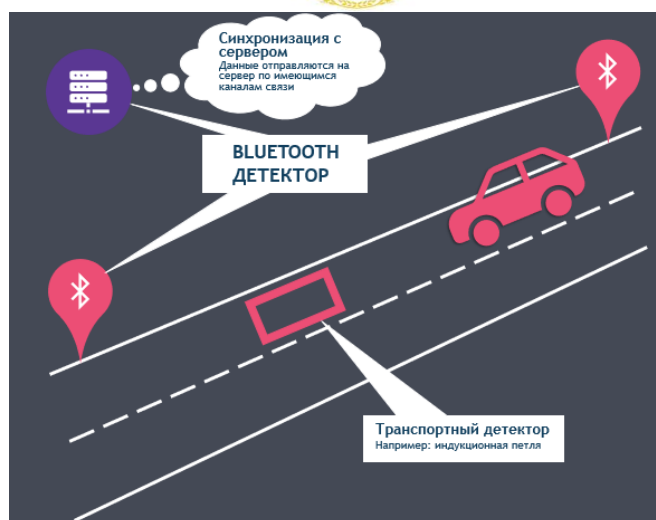 Синхронизация с
сервером
Данные отправляются на
сервер по имеющимся
каналам связи
BLUETOOTH
ДЕТЕКТОР
Транспортный детектор
Например: индукционная петля